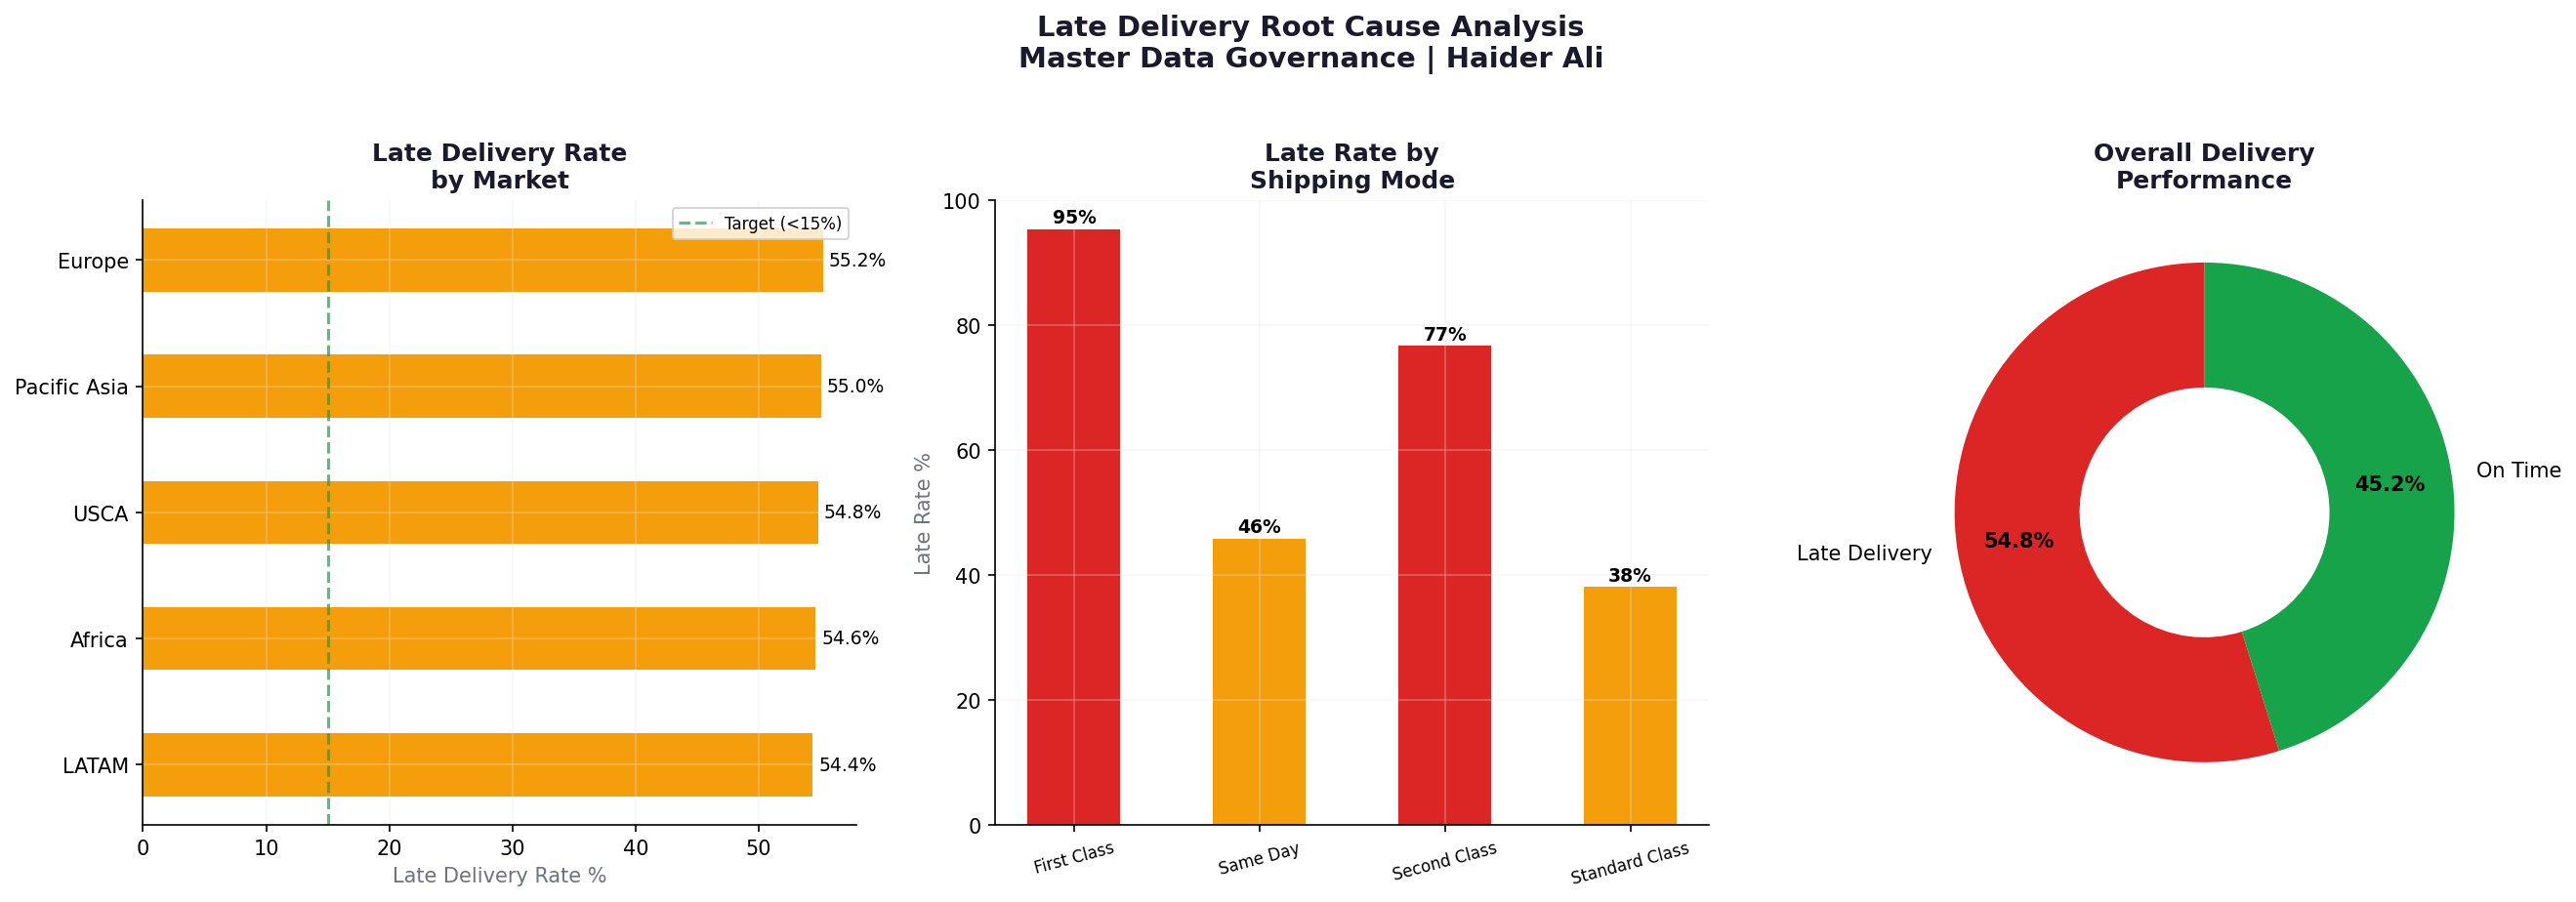 Late Delivery Root Cause Analysis
Master Data Governance | Haider Ali
Late Delivery Rate
by Market
Target (<15%)
Europe
55.2%
Pacific Asia
55.0%
USCA
54.8%
Africa
54.6%
LATAM
54.4%
0
10
20
30
40
50
Late Delivery Rate %
Late Rate by
Shipping Mode
Late Rate %
100
80
60
40
20
0
95%
46%
77%
38%
First Class
Same Day
Second Class
Standard Class
Overall Delivery
Performance
On Time
45.2%
54.8%
Late Delivery